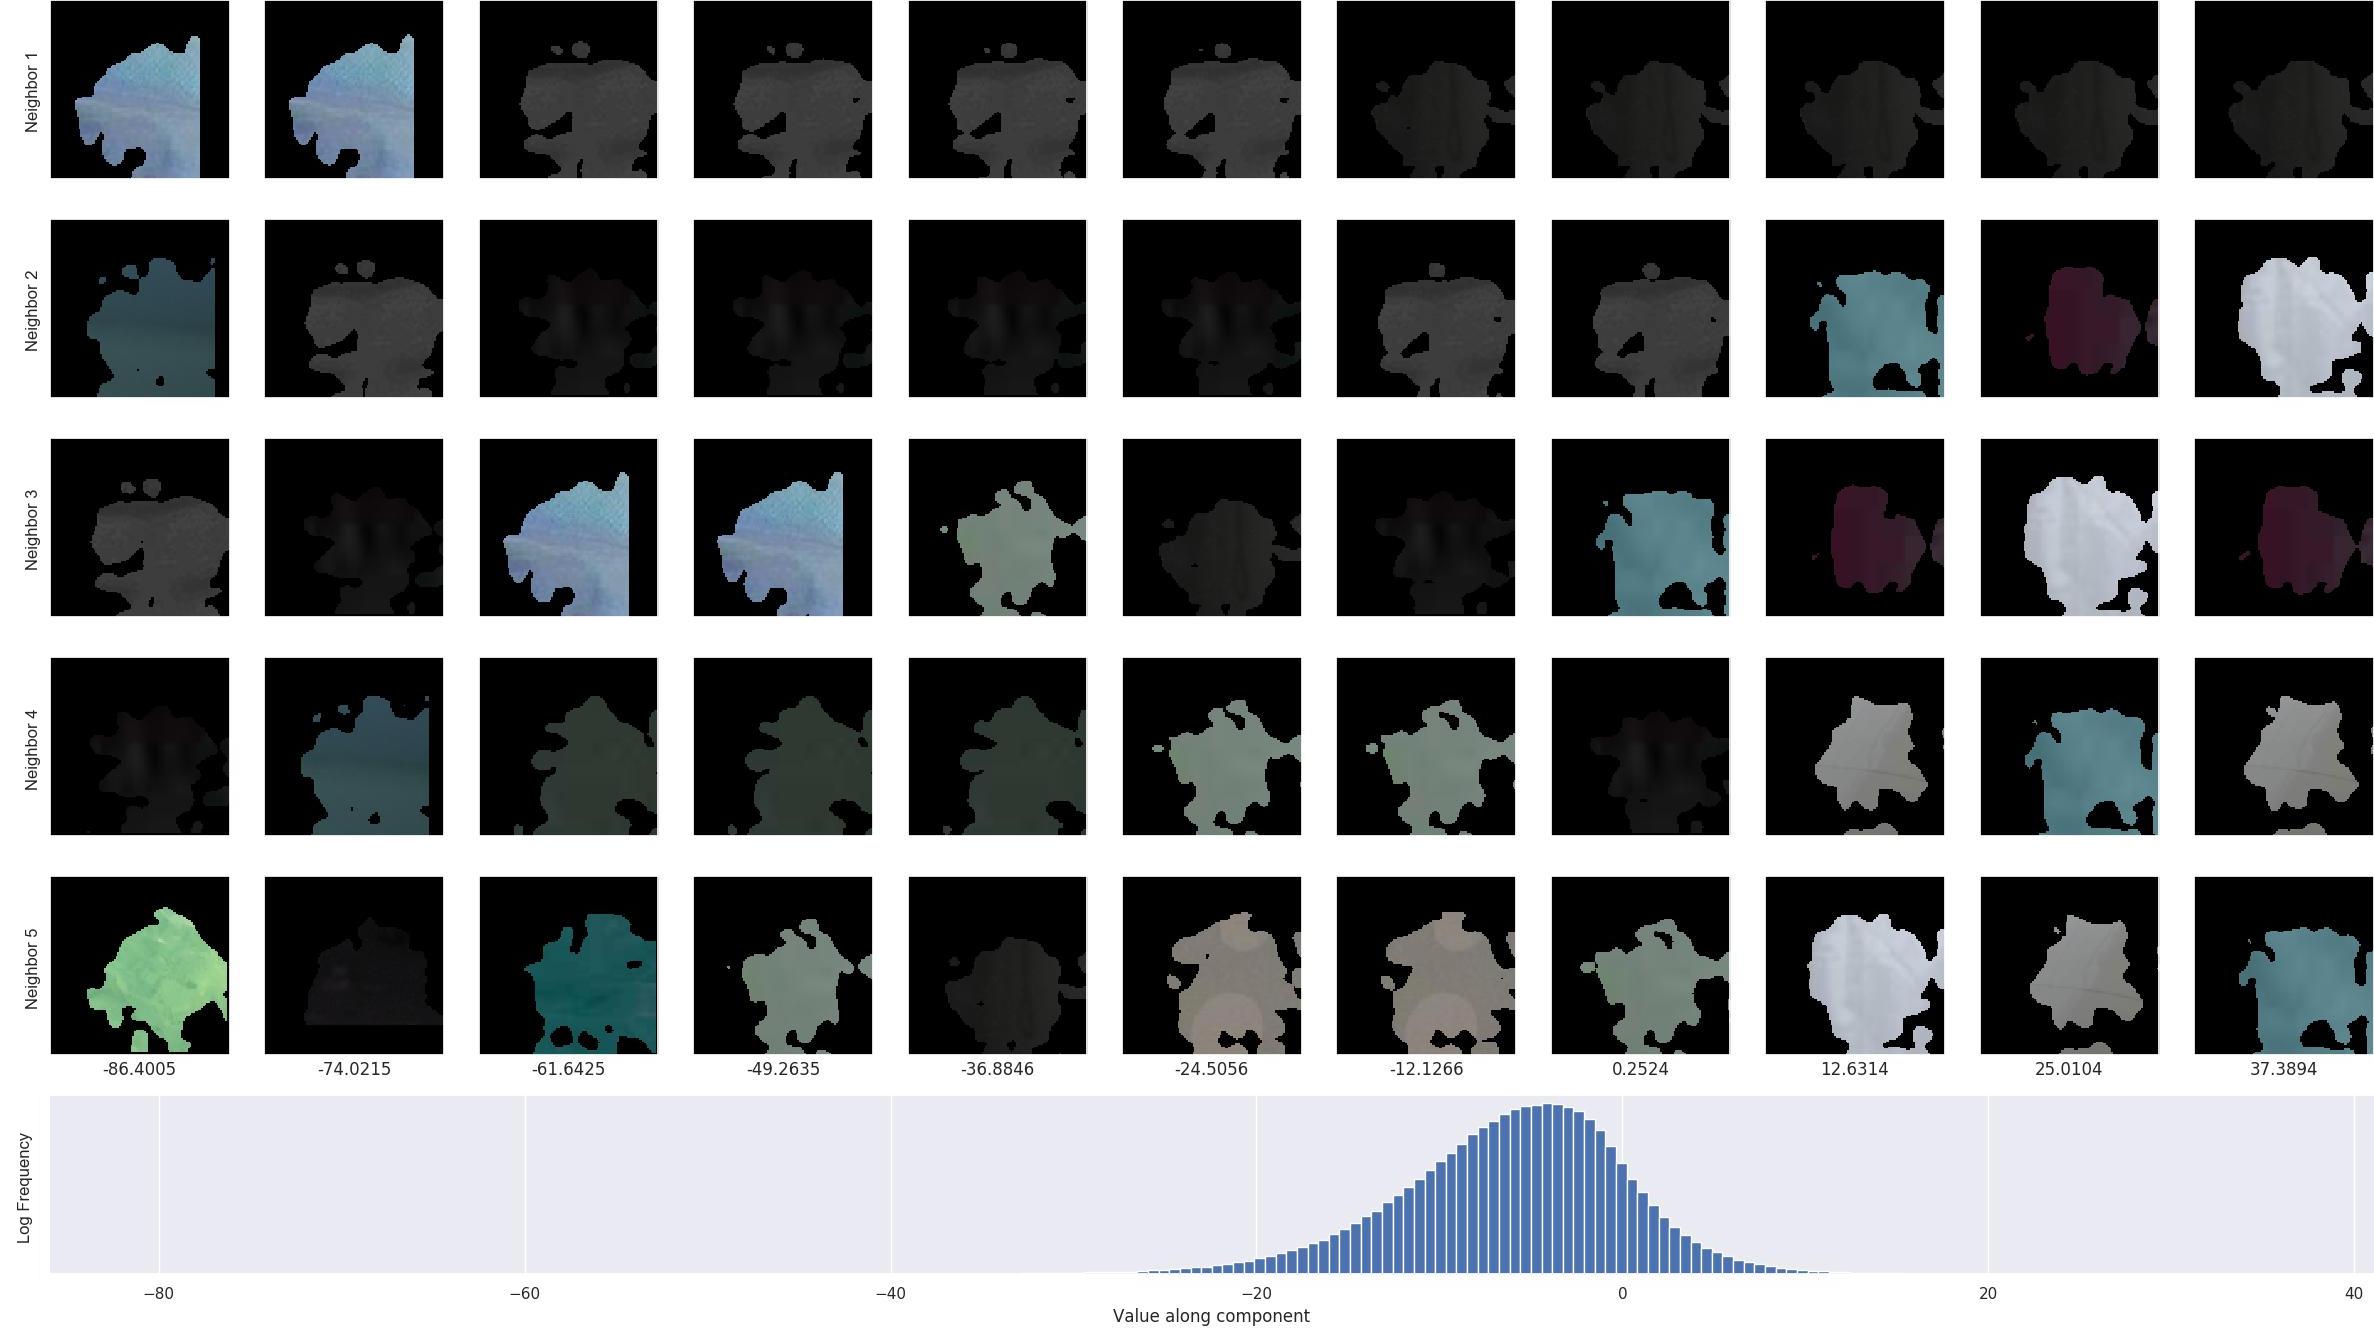 Neighbor 1
Neighbor 2
Neighbor 3
Neighbor 4
Neighbor 5
-86.4005 -74.0215 -61.6425 -49.2635 -36.8846 -24.5056 -12.1266 0.2524 12.6314 25.0104 37.3894
Log Frequency
−80 −60 −40 −20 0 20 40
Value along component